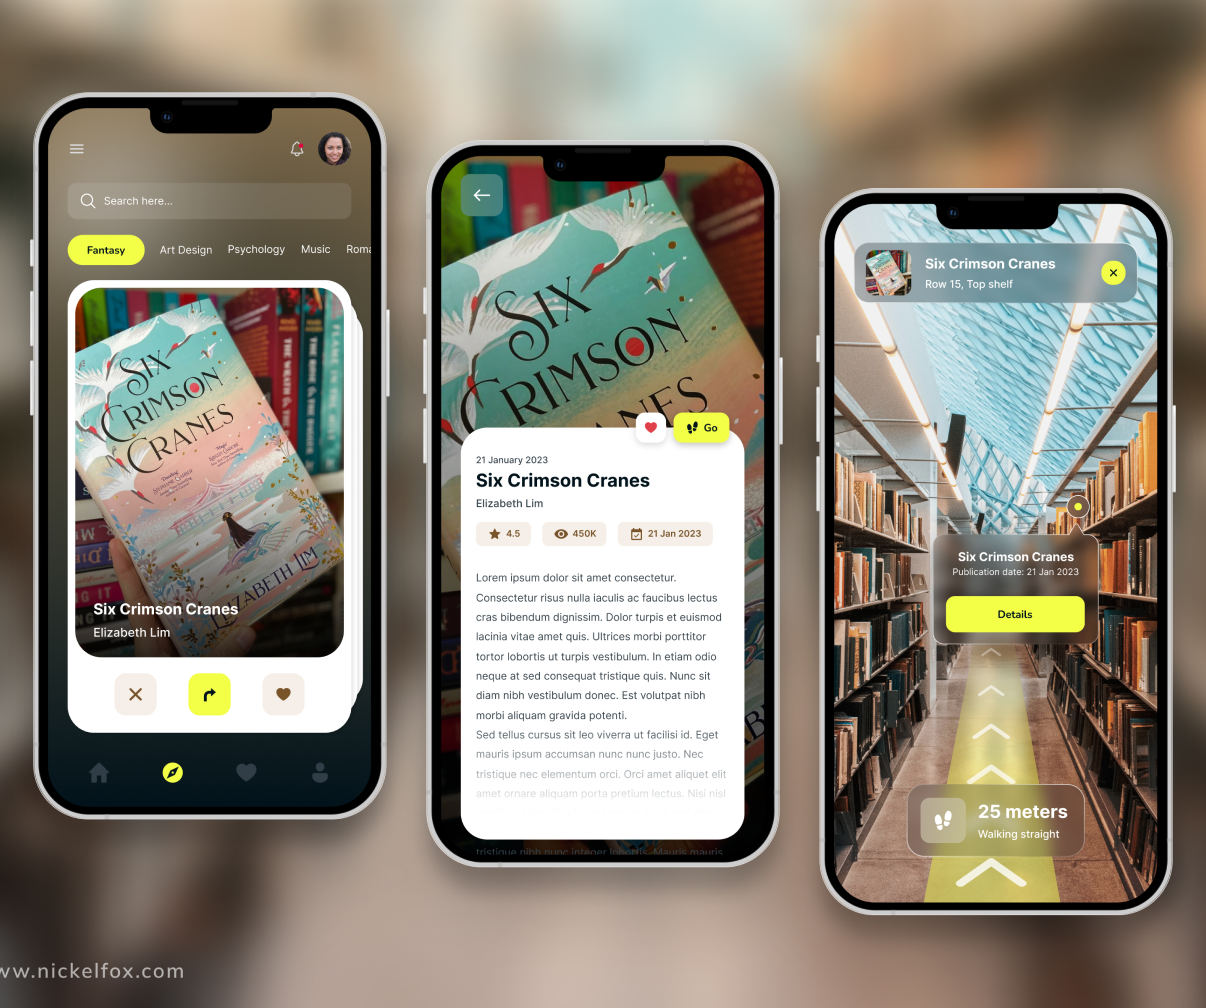 Search here...
Fantasy
Art Design
Psychology
Music
Roma
SIX
CRIMSON
CRANES
ELIZABETH LIM
Six Crimson Cranes
Elizabeth Lim
SIX
CRIMSON
CRANES
Go
21 January 2023
Six Crimson Cranes
Elizabeth Lim
4.5
450K
21 Jan 2023
Lorem ipsum dolor sit amet consectetur.
Consectetur risus nulla iaculis ac faucibus lectus
cras bibendum dignissim. Dolor turpis et euismod
lacinia vitae amet quis. Ultrices morbi porttitor
tortor lobortis ut turpis vestibulum. In etiam odio
neque at sed consequat tristique quis. Nunc sit
diam nibh vestibulum donec. Est volutpat nibh
morbi aliquam gravida potenti.
Sed tellus cursus sit leo viverra ut facilisi id. Eget
mauris ipsum accumsan nunc nunc justo. Nec
tristique nec elementum orci. Orci amet aliquet elit
amet ornare aliquam porta pretium lectus. Nisi nisl
tristique nibh nunc integer lobortis. Mauris mauris
Six Crimson Cranes
Row 15, Top shelf
Six Crimson Cranes
Publication date: 21 Jan 2023
Details
25 meters
Walking straight
ww.nickelfox.com